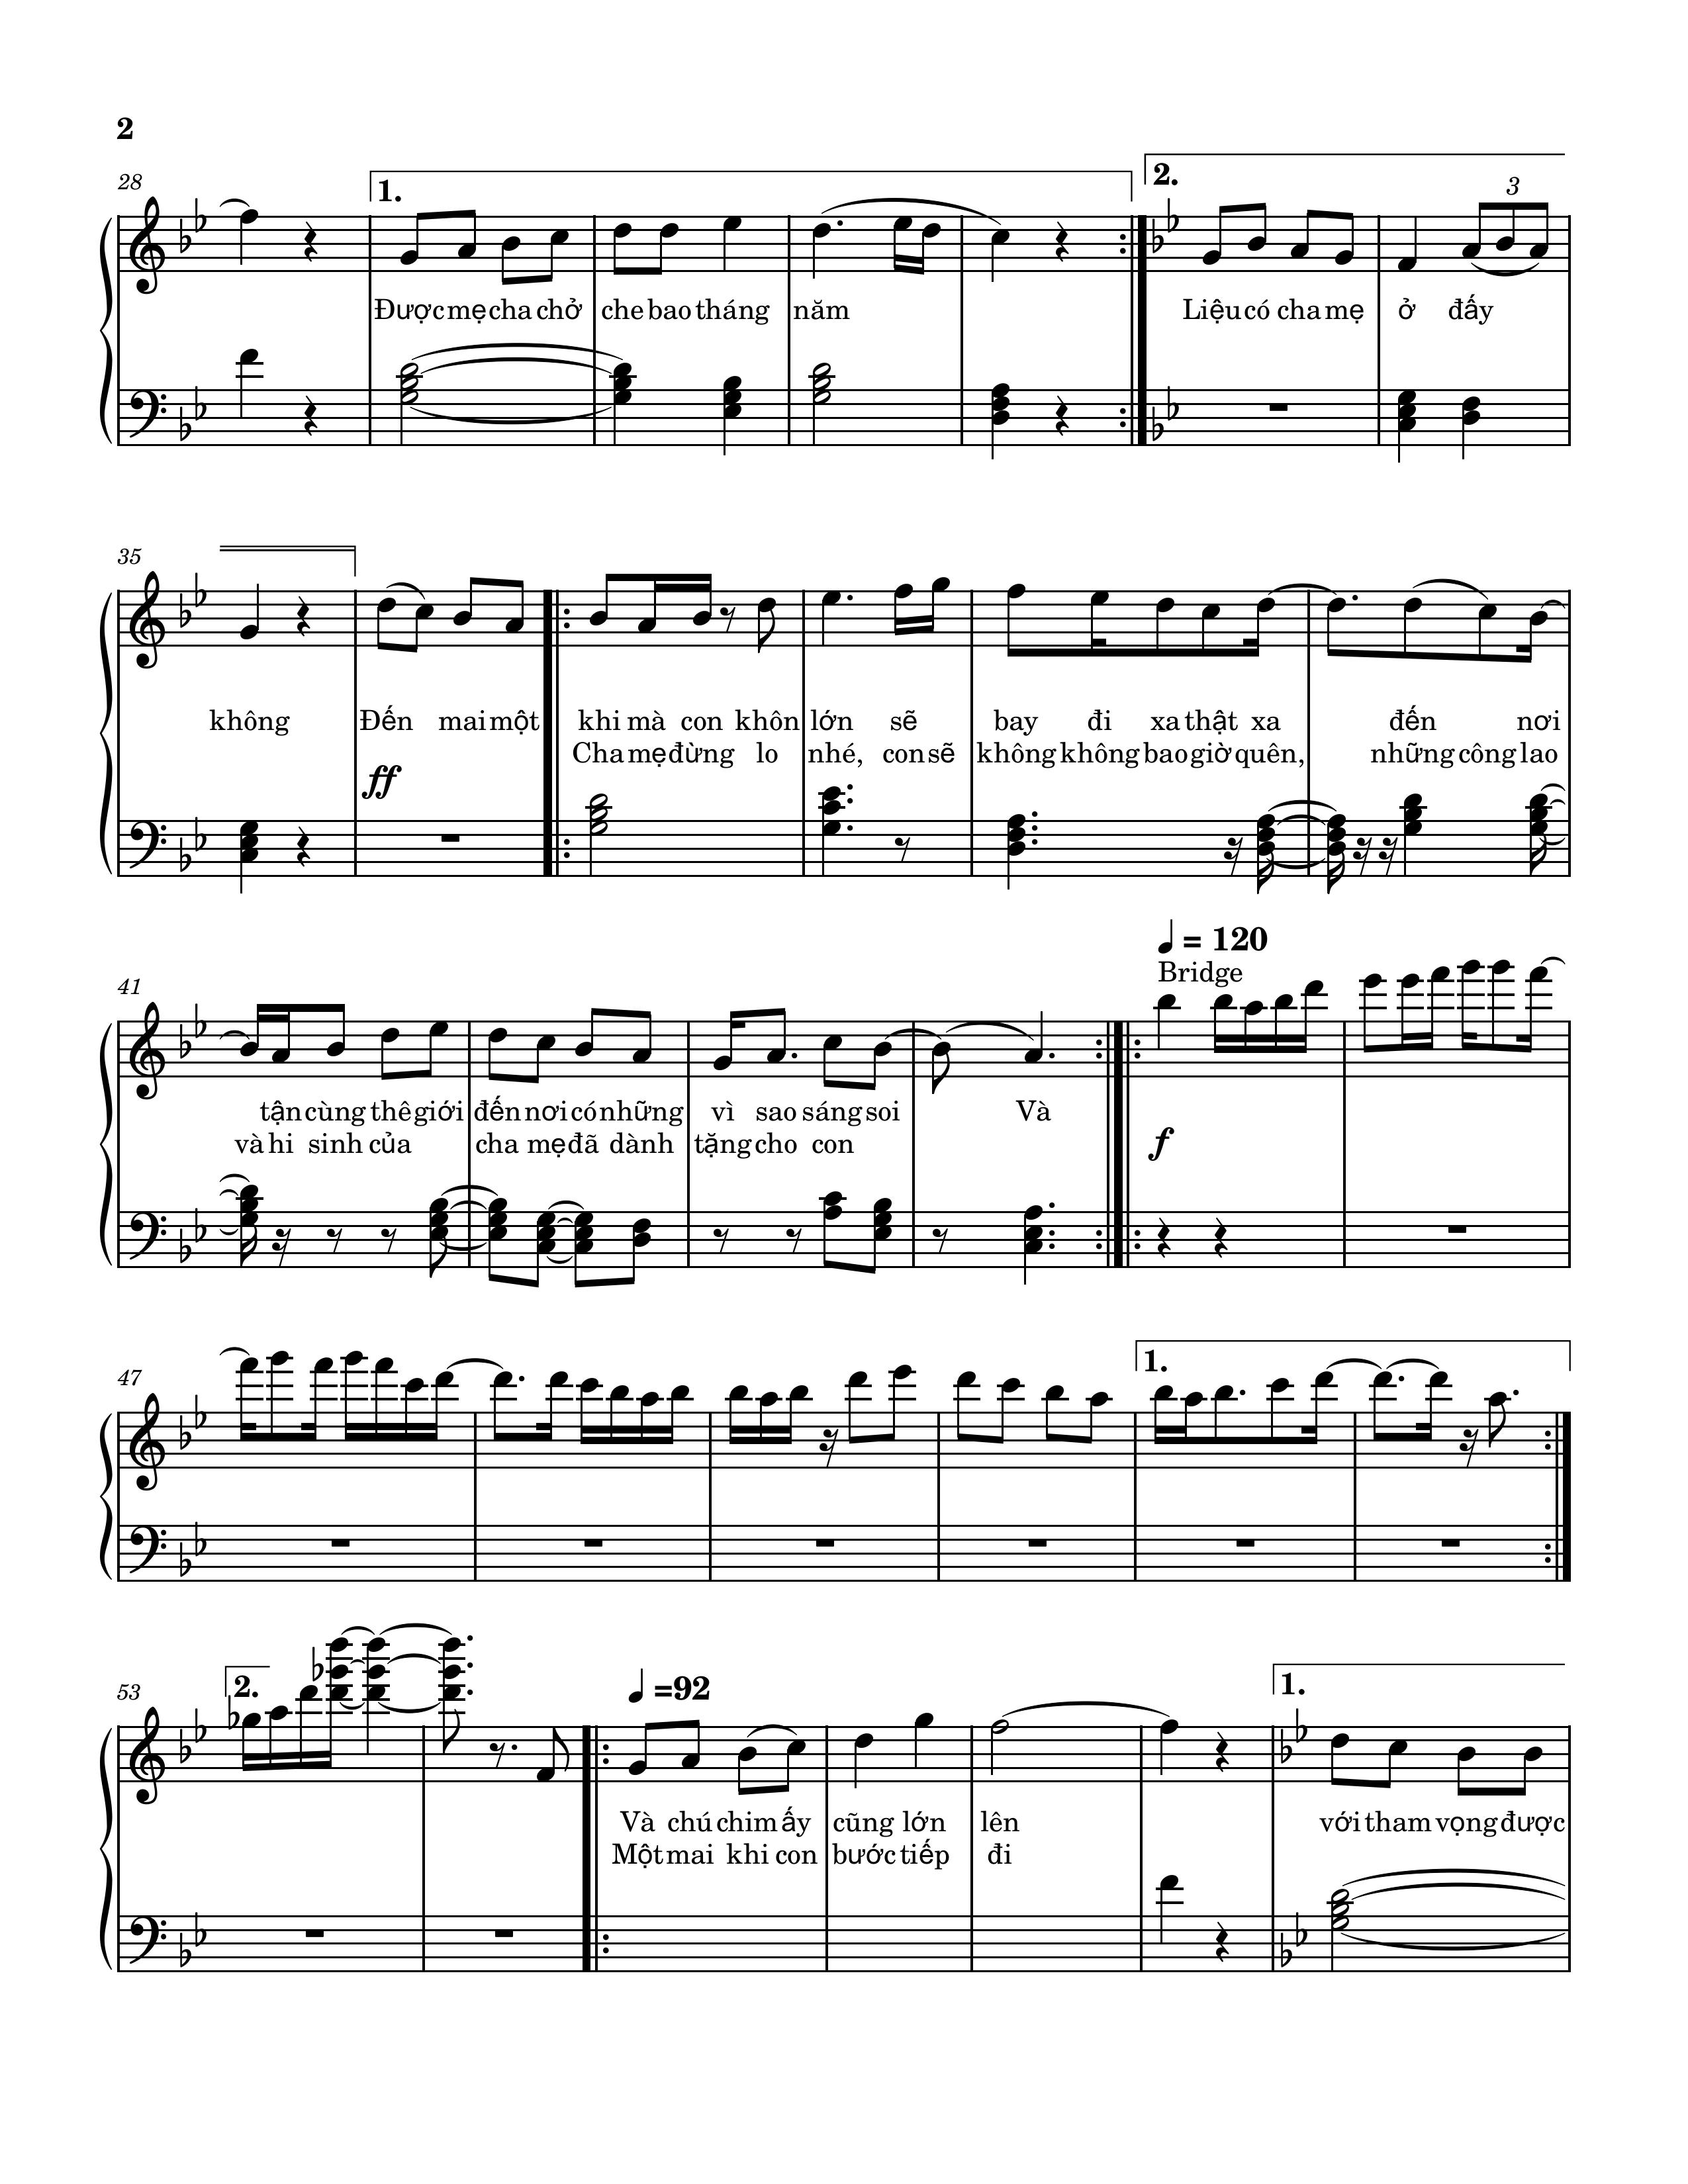 2
28
1.
2.
3
Được mẹ cha chở che bao tháng năm Liệu có cha mẹ ở đấy
35
không Đến mai một khi mà con khôn lớn sẽ bay đi xa thật xa đến nơi
Cha mẹ đừng lo nhé, con sẽ không không bao giờ quên, những công lao
ff
♩ = 120
Bridge
41
tận cùng thê giới đến nơi có những vì sao sáng soi Và
và hi sinh của cha mẹ đã dành tặng cho con
f
47
1.
53
2.
♩ =92
1.
Và chú chim ấy cũng lớn lên với tham vọng được
Một mai khi con bước tiếp đi